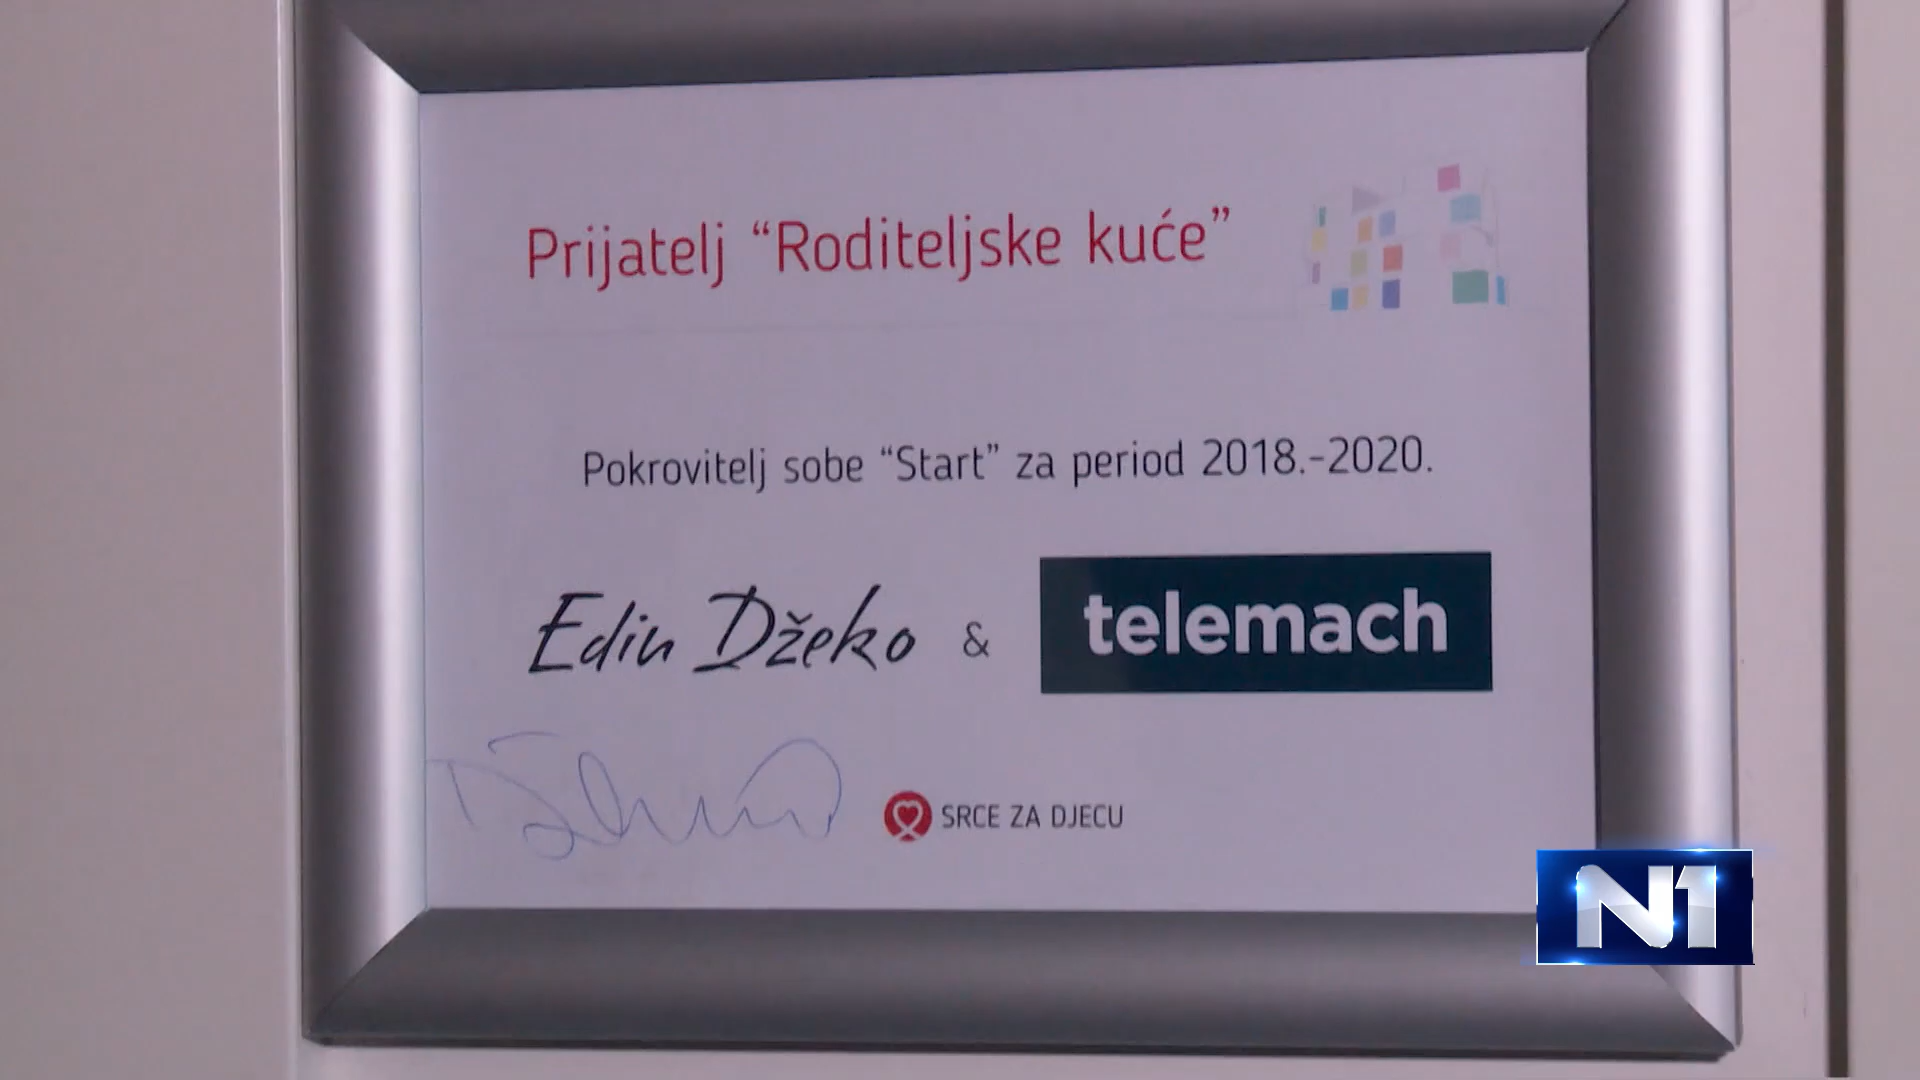 Prijatelj “Roditeljske kuće”
Pokrovitelj sobe “Start” za period 2018.-2020.
Edin Džeko & telemach
SRCE ZA DJECU
N1